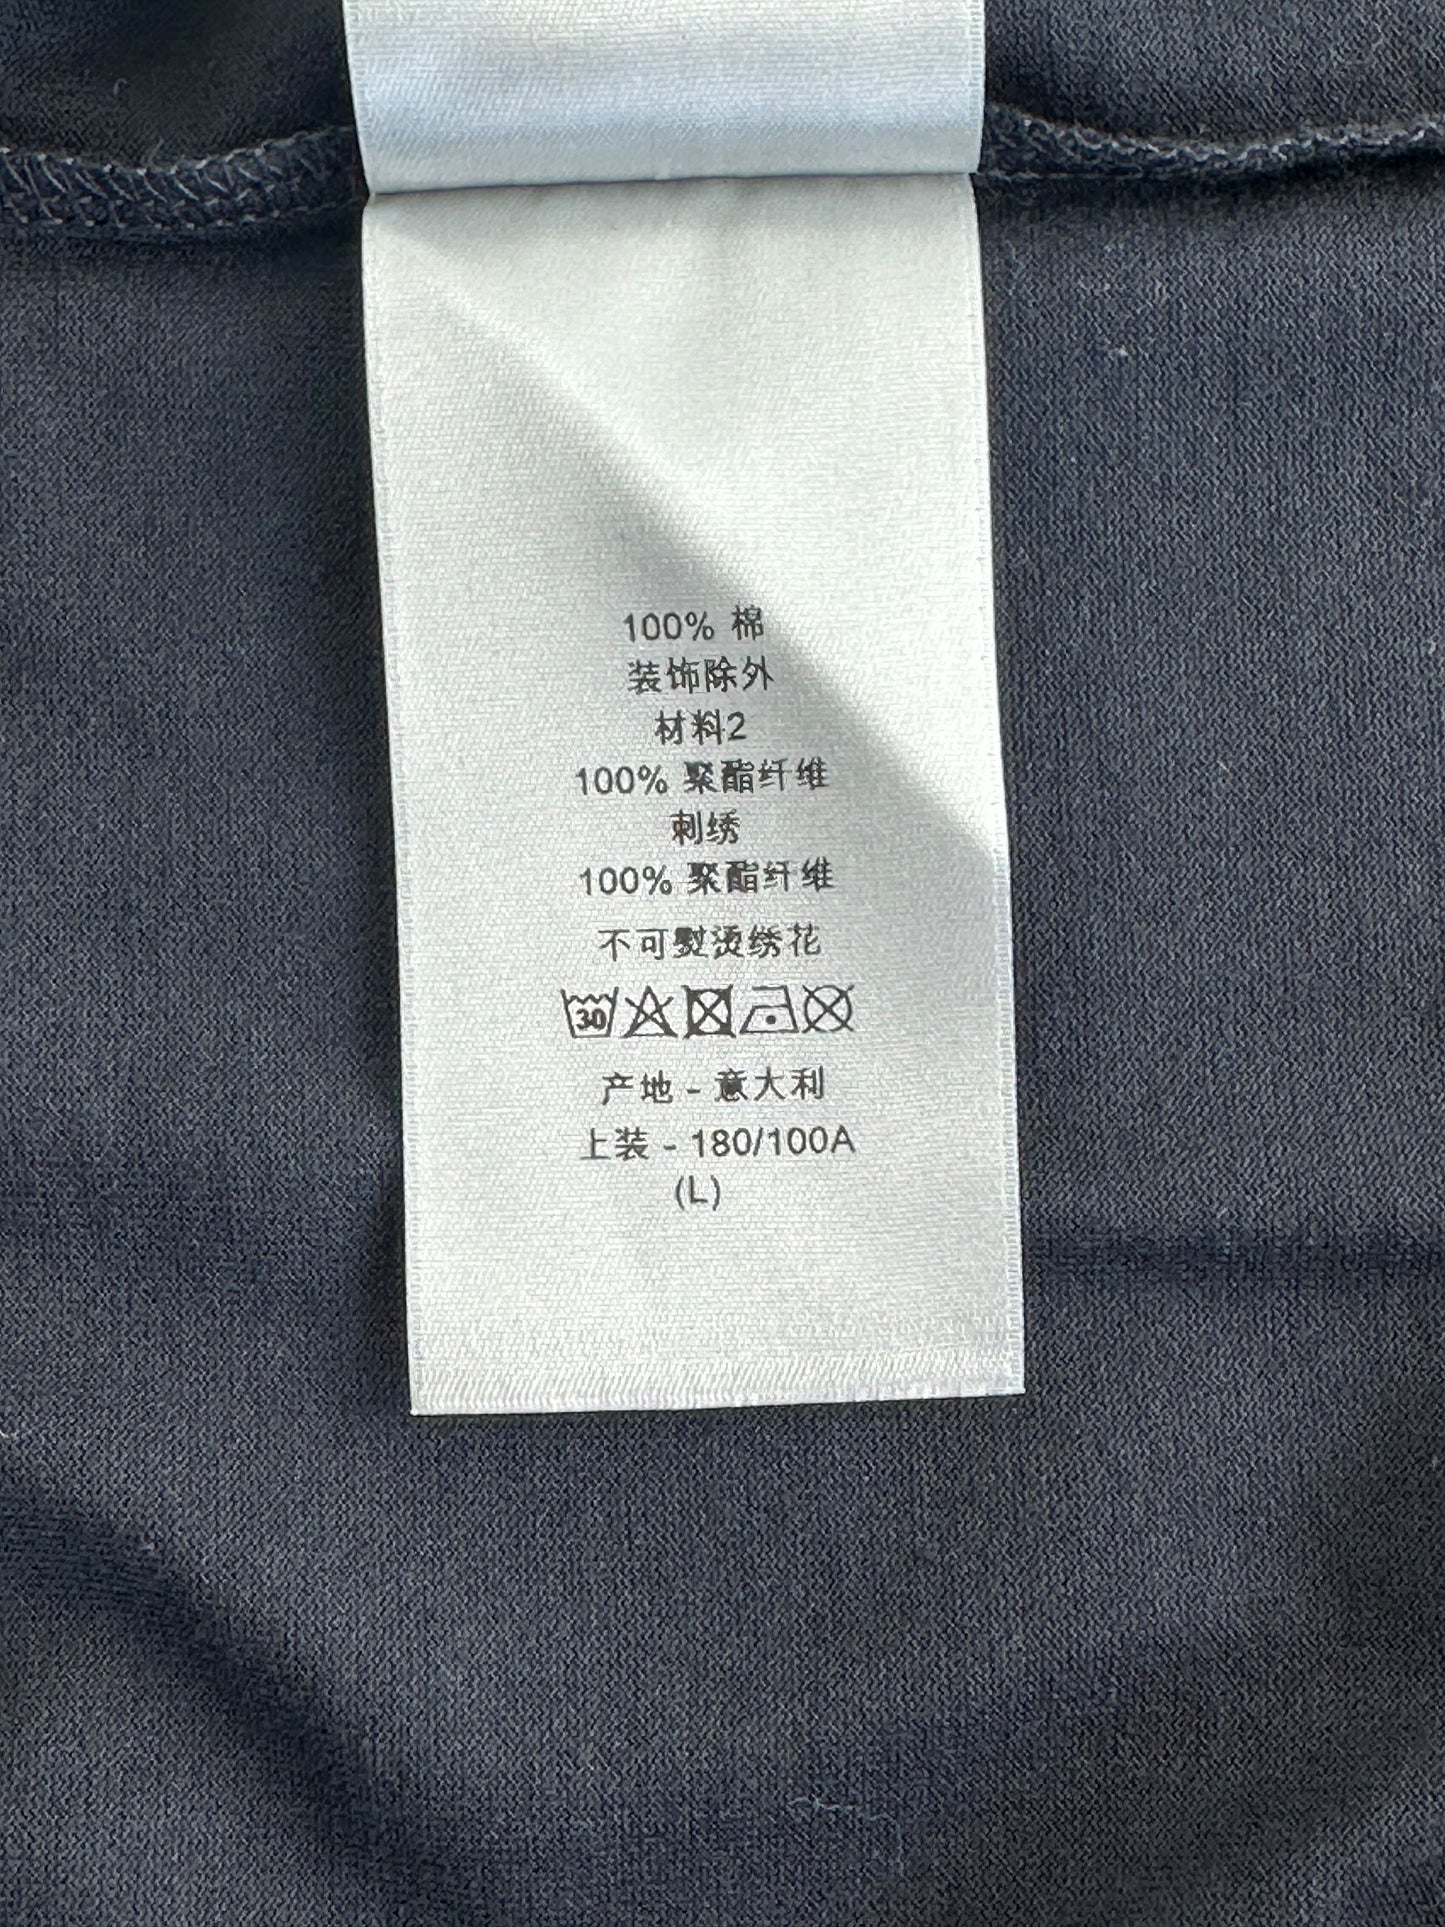 100% 棉
装饰除外
材料2
100% 聚酯纤维
刺绣
100% 聚酯纤维
不可熨烫绣花
30
产地 - 意大利
上装 - 180/100A
(L)